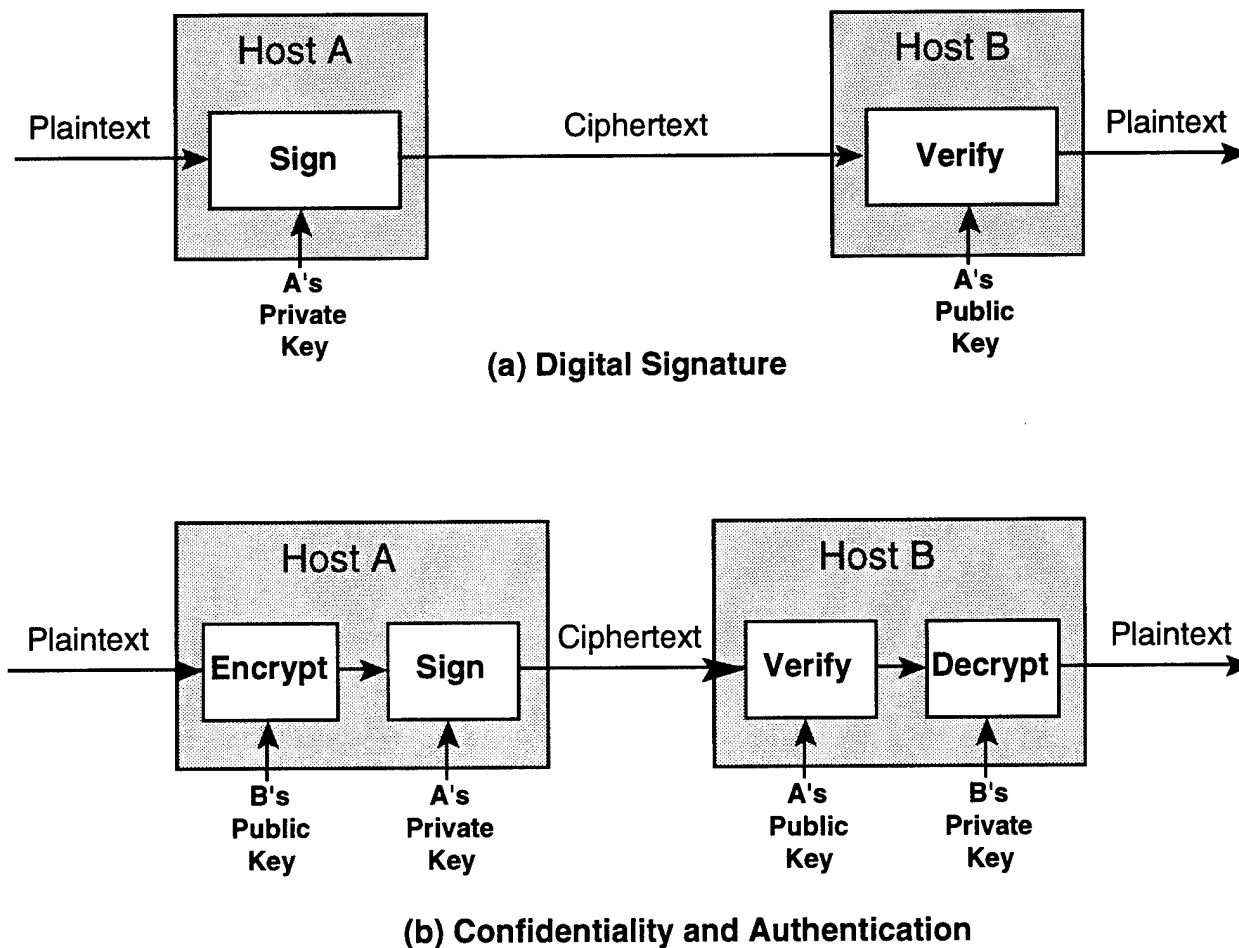 Host A
Host B
Plaintext
Ciphertext
Plaintext
Sign
Verify
A's
Private
Key
A's
Public
Key
(a) Digital Signature
Host A
Host B
Plaintext
Ciphertext
Plaintext
Encrypt
Sign
Verify
Decrypt
B's
Public
Key
A's
Private
Key
A's
Public
Key
B's
Private
Key
(b) Confidentiality and Authentication